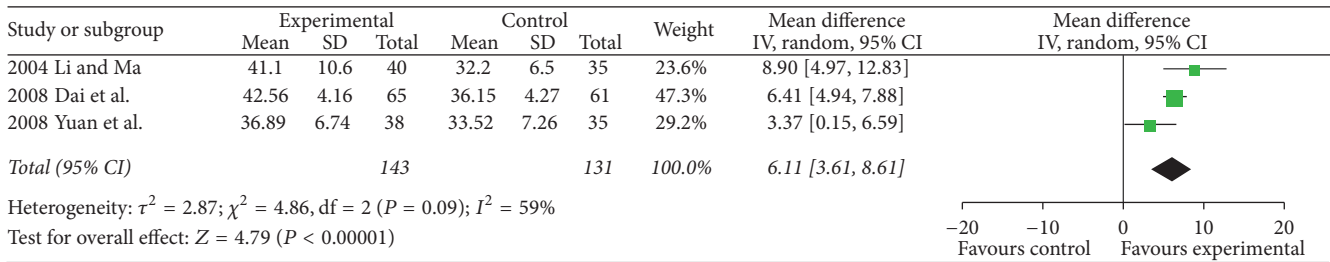 Study or subgroup Experimental Control Weight Mean difference Mean difference
Mean SD Total Mean SD Total IV, random, 95% CI IV, random, 95% CI
2004 Li and Ma 41.1 10.6 40 32.2 6.5 35 23.6% 8.90 [4.97, 12.83]
2008 Dai et al. 42.56 4.16 65 36.15 4.27 61 47.3% 6.41 [4.94, 7.88]
2008 Yuan et al. 36.89 6.74 38 33.52 7.26 35 29.2% 3.37 [0.15, 6.59]
Total (95% CI) 143 131 100.0% 6.11 [3.61, 8.61]
Heterogeneity: τ² = 2.87; χ² = 4.86, df = 2 (P = 0.09); I² = 59%
Test for overall effect: Z = 4.79 (P < 0.00001)
−20 −10 0 10 20
Favours control Favours experimental